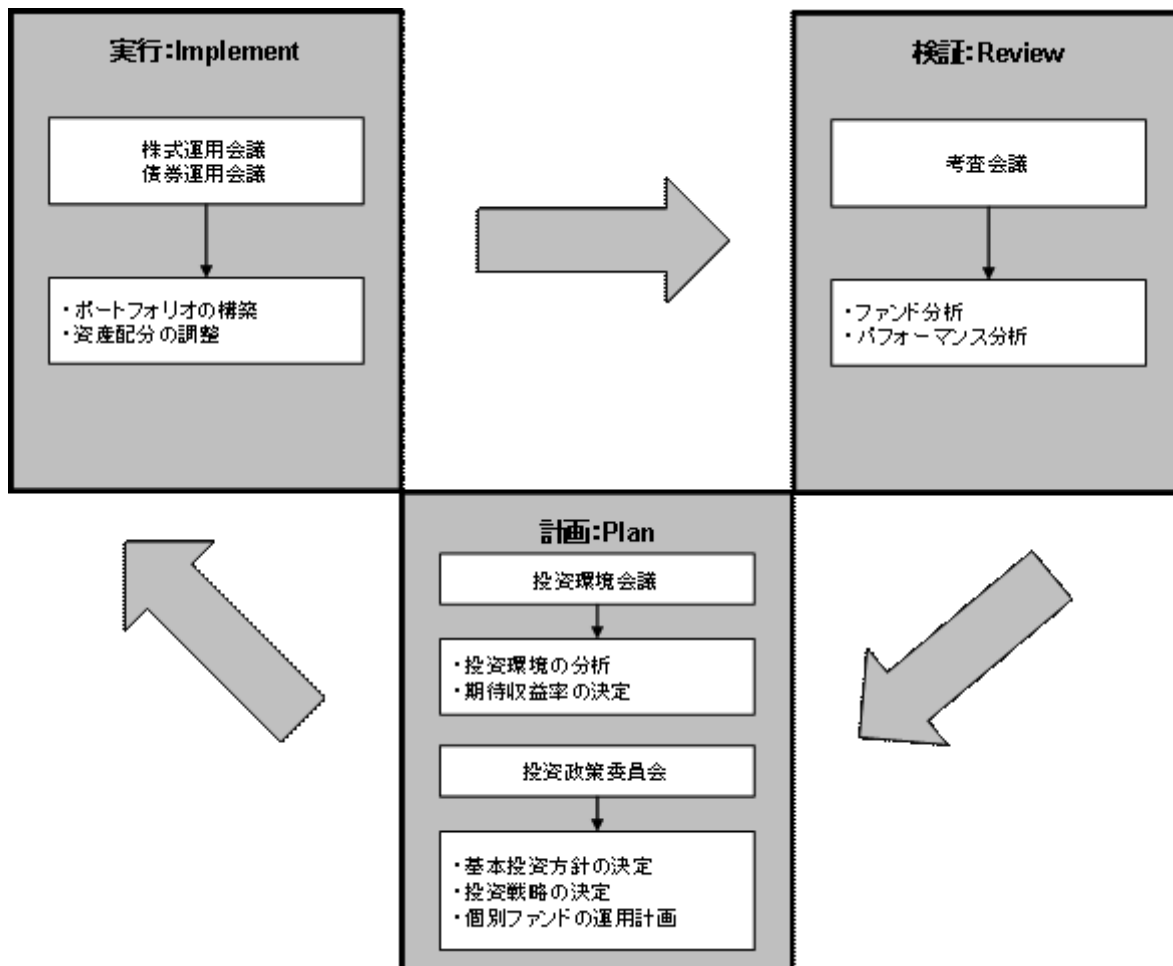 実行:Implement
株式運用会議
債券運用会議
・ポートフォリオの構築
・資産配分の調整
検証:Review
考査会議
・ファンド分析
・パフォーマンス分析
計画:Plan
投資環境会議
・投資環境の分析
・期待収益率の決定
投資政策委員会
・基本投資方針の決定
・投資戦略の決定
・個別ファンドの運用計画